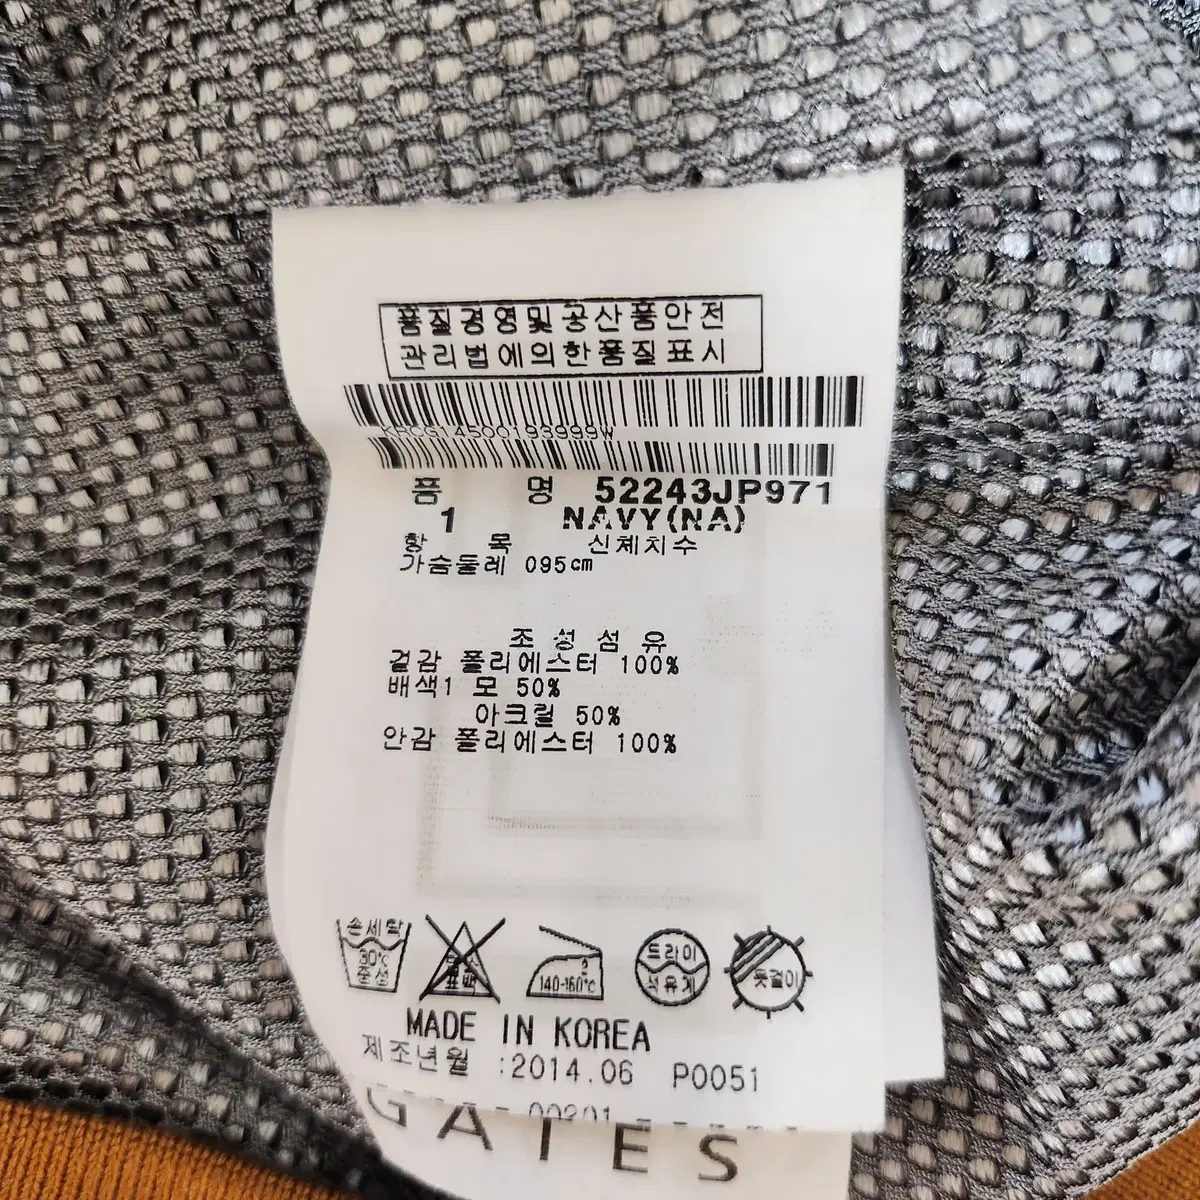 품질경영및공산품안전
관리법에의한품질표시
품 명 52243JP971
1 NAVY(NA)
항 목 신체치수
가슴둘레 095cm
조성섬유
겉감 폴리에스터 100%
배색1 모 50%
아크릴 50%
안감 폴리에스터 100%
손세탁 30℃ 중성
140-160℃
드라이 석유계
옷걸이
MADE IN KOREA
제조년월 :2014.06 P0051
GATES